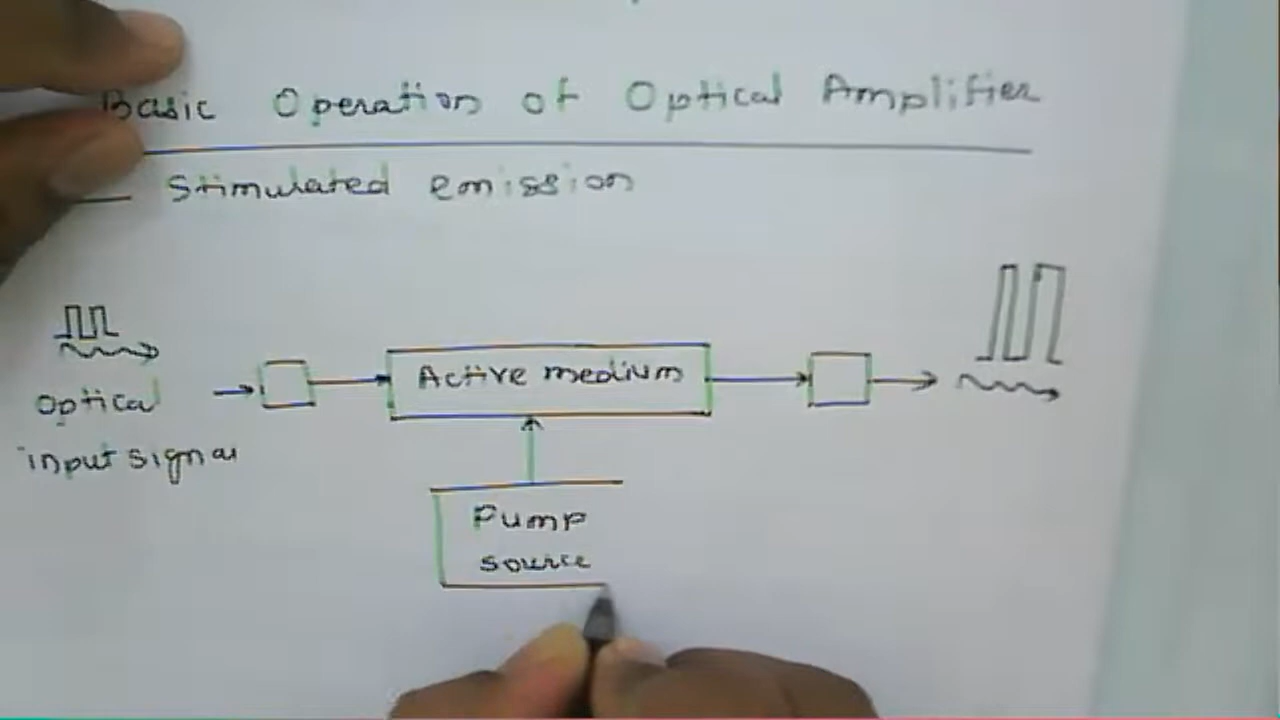 Basic Operation of Optical Amplifier
Stimulated emission
Optical
input signal
Active medium
Pump
source